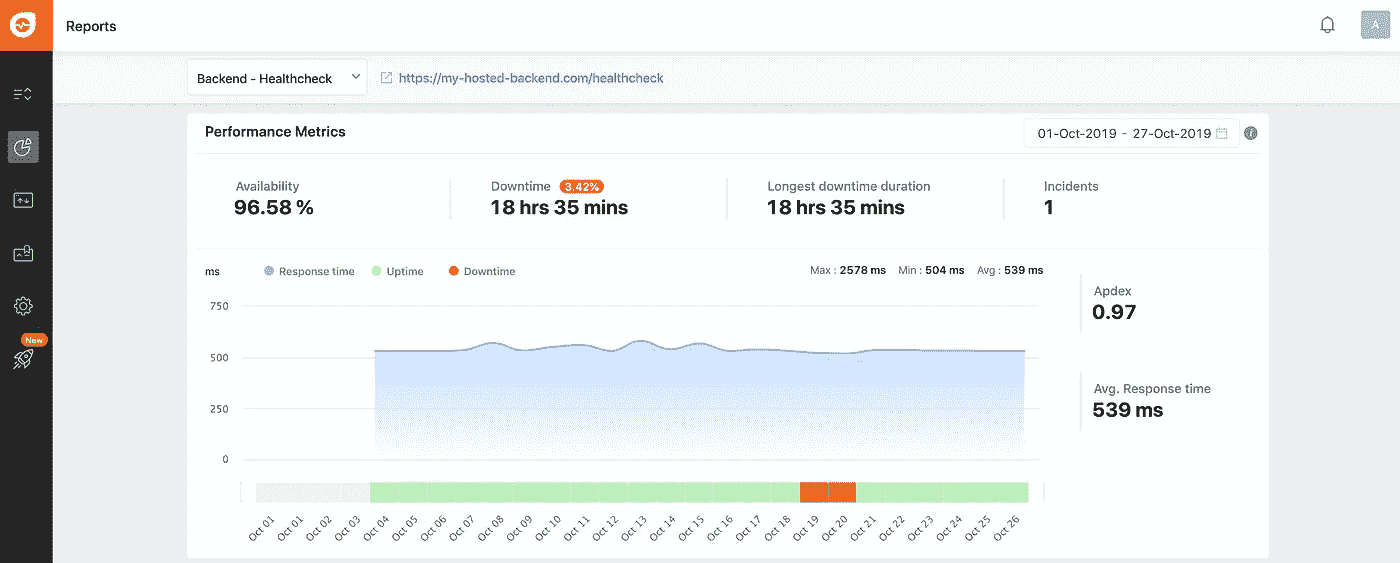 Reports
A
Backend - Healthcheck
https://my-hosted-backend.com/healthcheck
Performance Metrics
01-Oct-2019 - 27-Oct-2019
Availability
96.58 %
Downtime 3.42%
18 hrs 35 mins
Longest downtime duration
18 hrs 35 mins
Incidents
1
ms
Response time
Uptime
Downtime
Max : 2578 ms Min : 504 ms Avg : 539 ms
750
500
250
0
Apdex
0.97
Avg. Response time
539 ms
New
Oct 01
Oct 01
Oct 02
Oct 03
Oct 04
Oct 05
Oct 06
Oct 07
Oct 08
Oct 09
Oct 10
Oct 11
Oct 12
Oct 13
Oct 14
Oct 15
Oct 16
Oct 17
Oct 18
Oct 19
Oct 20
Oct 21
Oct 22
Oct 23
Oct 24
Oct 25
Oct 26